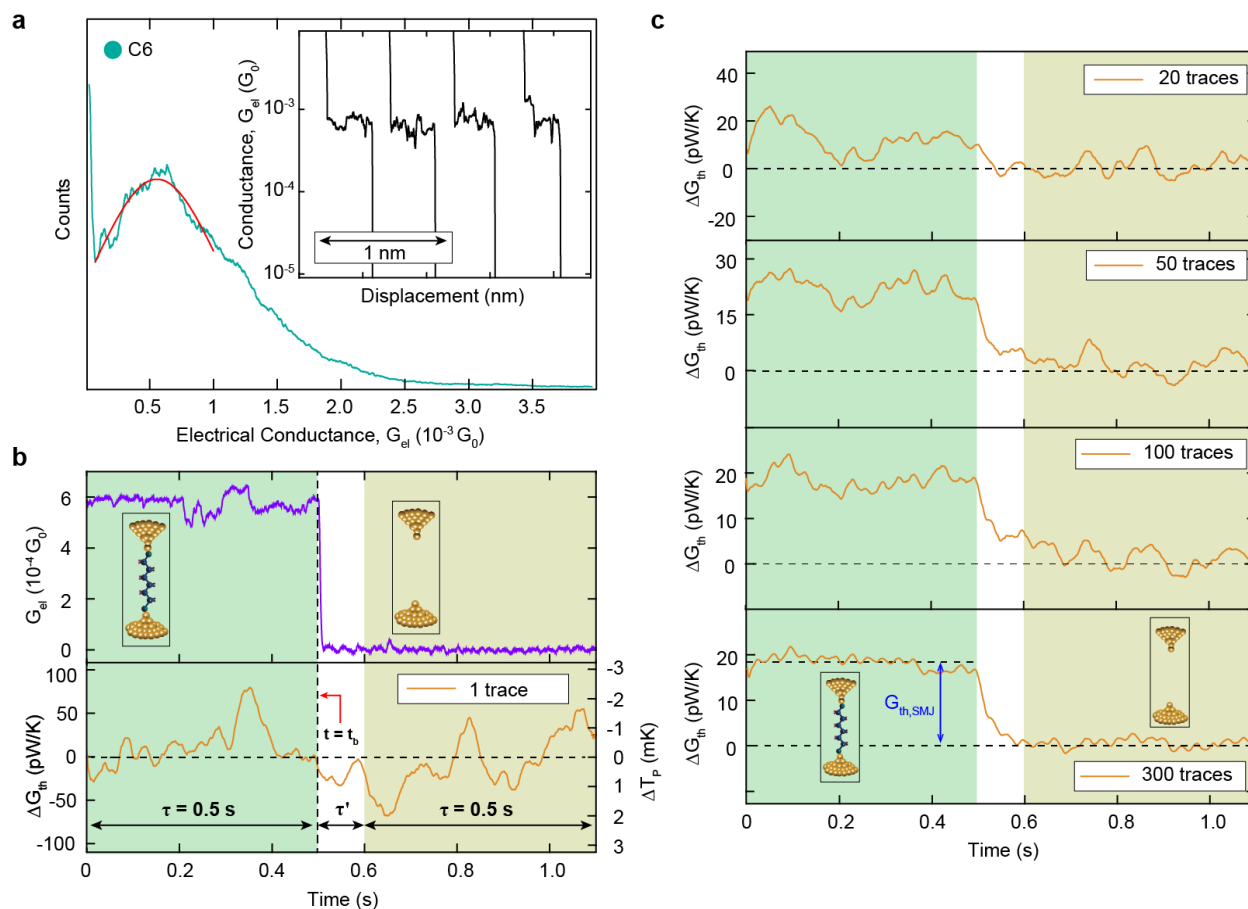 a
C6
Counts
0.5 1 1.5 2.0 2.5 3.0 3.5
Electrical Conductance, G_el (10^-3 G_0)
Conductance, G_el (G_0)
10^-3
10^-4
10^-5
1 nm
Displacement (nm)
b
G_el (10^-4 G_0)
6
4
2
0
ΔG_th (pW/K)
100
50
0
-50
-100
1 trace
t = t_b
τ = 0.5 s
τ'
τ = 0.5 s
-3
-2
-1
0
1
2
3
ΔT_P (mK)
0 0.2 0.4 0.6 0.8 1.0
Time (s)
c
ΔG_th (pW/K)
40
20
0
-20
20 traces
ΔG_th (pW/K)
30
15
0
50 traces
ΔG_th (pW/K)
20
10
0
100 traces
ΔG_th (pW/K)
20
10
0
G_th,SMJ
300 traces
0 0.2 0.4 0.6 0.8 1.0
Time (s)